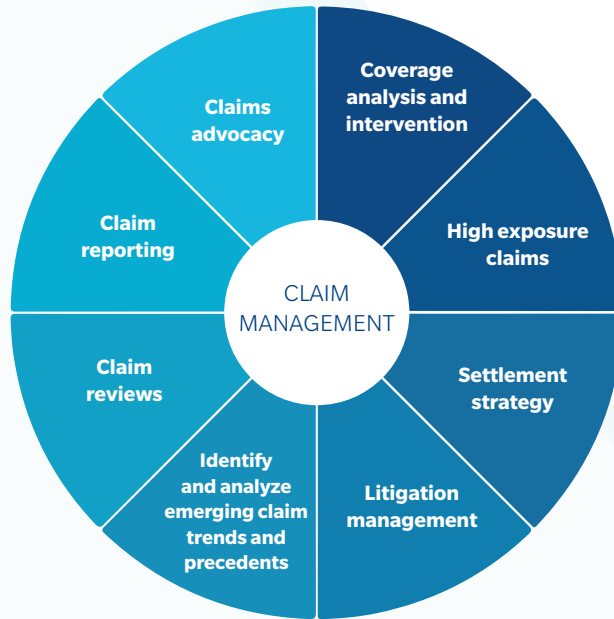 Coverage
analysis and
intervention
High exposure
claims
Settlement
strategy
Litigation
management
Identify
and analyze
emerging claim
trends and
precedents
Claim
reviews
Claim
reporting
Claims
advocacy
CLAIM
MANAGEMENT